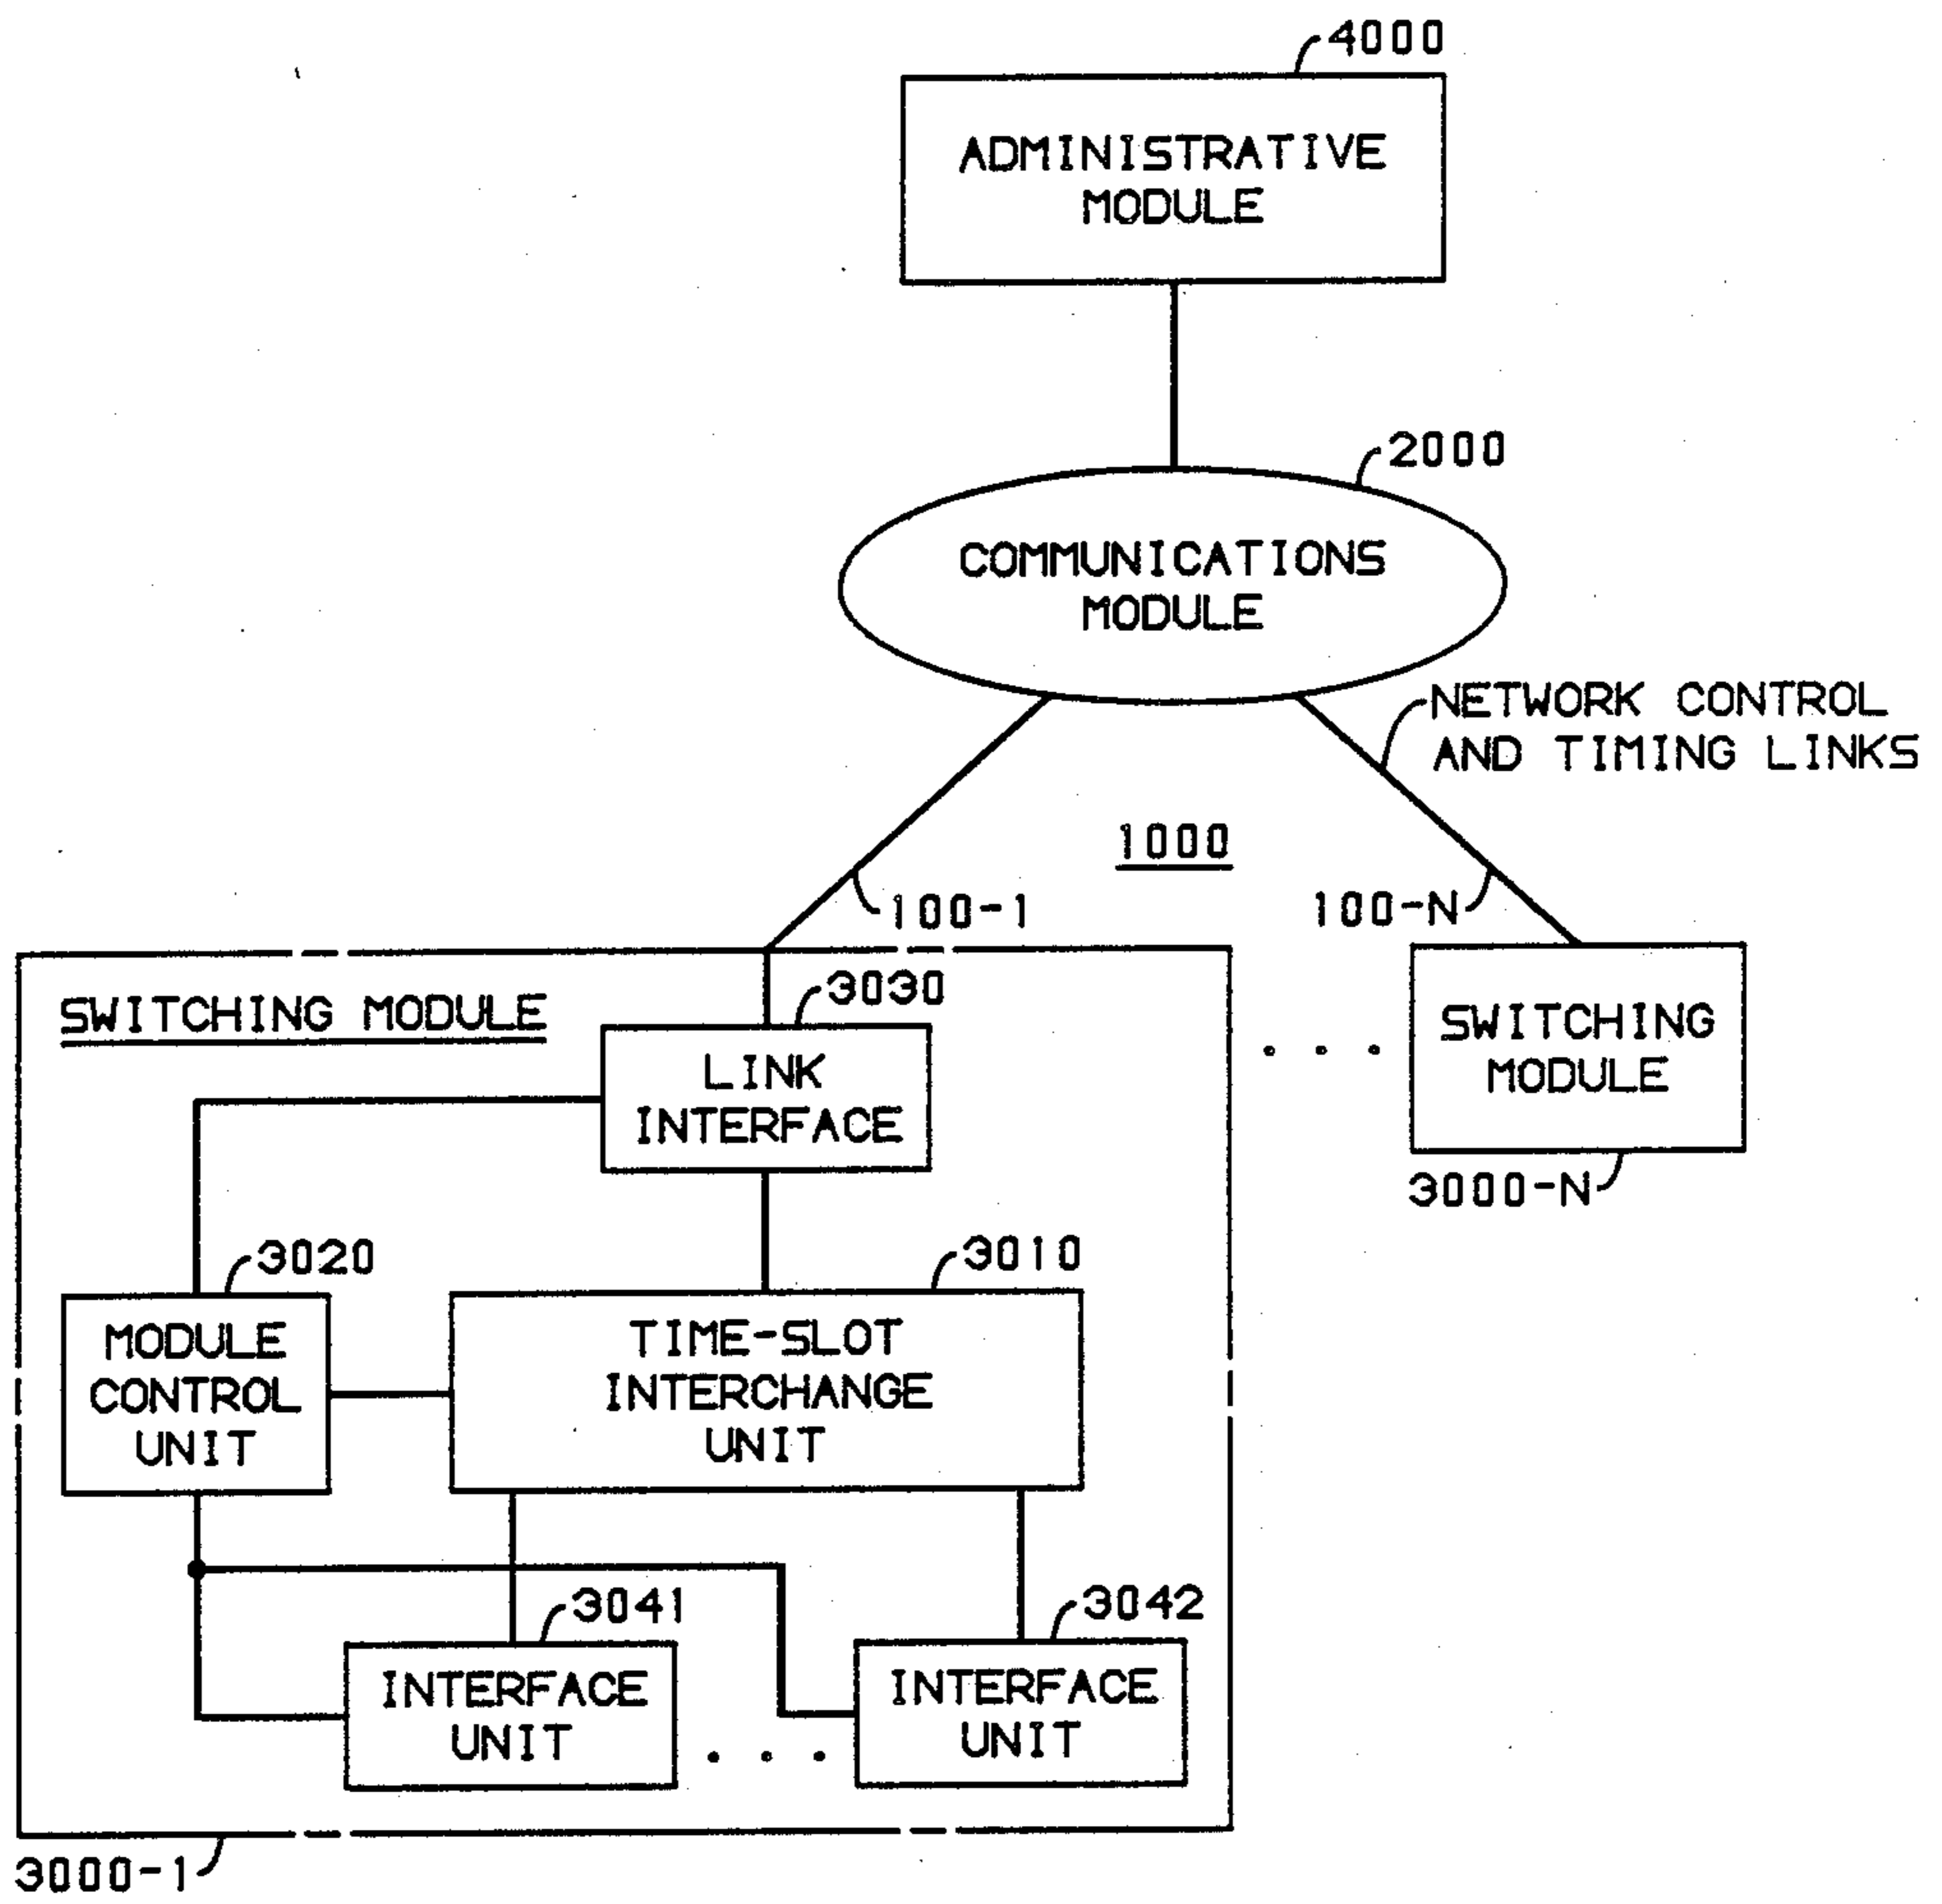 4000
ADMINISTRATIVE
MODULE
2000
COMMUNICATIONS
MODULE
NETWORK CONTROL
AND TIMING LINKS
1000
100-1
100-N
SWITCHING MODULE
3030
LINK
INTERFACE
SWITCHING
MODULE
3000-N
3020
3010
MODULE
CONTROL
UNIT
TIME-SLOT
INTERCHANGE
UNIT
3041
3042
INTERFACE
UNIT
INTERFACE
UNIT
3000-1